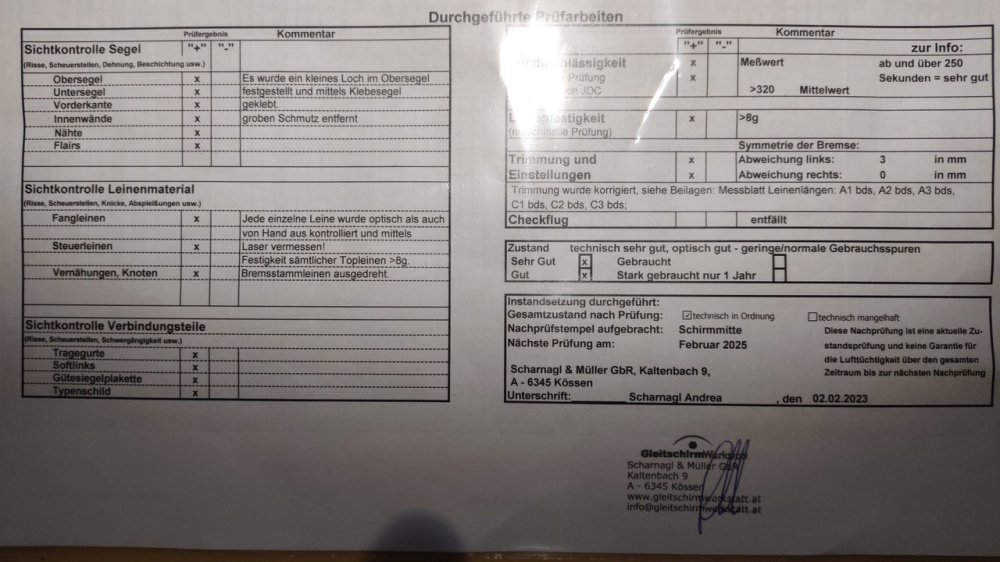 Durchgeführte Prüfarbeiten
Prüfergebnis Kommentar
Sichtkontrolle Segel "+" "-"
(Risse, Scheuerstellen, Dehnung, Beschichtung usw.)
Obersegel x Es wurde ein kleines Loch im Obersegel
Untersegel x festgestellt und mittels Klebesegel
Vorderkante x geklebt.
Innenwände x groben Schmutz entfernt
Nähte x
Flairs x
Sichtkontrolle Leinenmaterial
(Risse, Scheuerstellen, Knicke, Abspleißungen usw.)
Fangleinen x Jede einzelne Leine wurde optisch als auch
von Hand aus kontrolliert und mittels
Steuerleinen x Laser vermessen!
Festigkeit sämtlicher Topleinen >8g.
Vernähungen, Knoten x Bremsstammleinen ausgedreht.
Sichtkontrolle Verbindungsteile
(Risse, Scheuerstellen, Schwergängigkeit usw.)
Tragegurte x
Softlinks x
Gütesiegelplakette x
Typenschild x
Prüfergebnis Kommentar
"+" "-" zur Info:
x Meßwert ab und über 250
Prüfung x Sekunden = sehr gut
JDC >320 Mittelwert
x >8g
Prüfung)
Symmetrie der Bremse:
Trimmung und x Abweichung links: 3 in mm
Einstellungen x Abweichung rechts: 0 in mm
Trimmung wurde korrigiert, siehe Beilagen: Messblatt Leinenlängen: A1 bds, A2 bds, A3 bds,
C1 bds, C2 bds, C3 bds;
Checkflug entfällt
Zustand technisch sehr gut, optisch gut - geringe/normale Gebrauchsspuren
Sehr Gut x Gebraucht
Gut x Stark gebraucht nur 1 Jahr
Instandsetzung durchgeführt:
Gesamtzustand nach Prüfung: technisch in Ordnung technisch mangelhaft
Nachprüfstempel aufgebracht: Schirmmitte Diese Nachprüfung ist eine aktuelle Zu-
Nächste Prüfung am: Februar 2025 standsprüfung und keine Garantie für
die Lufttüchtigkeit über den gesamten
Zeitraum bis zur nächsten Nachprüfung
Scharnagl & Müller GbR, Kaltenbach 9,
A - 6345 Kössen
Unterschrift: Scharnagl Andrea , den 02.02.2023
Scharnagl & Müller
Kaltenbach 9
A - 6345 Kössen
www.gleitschirmwerkstatt.at
info@gleitschirmwerkstatt.at